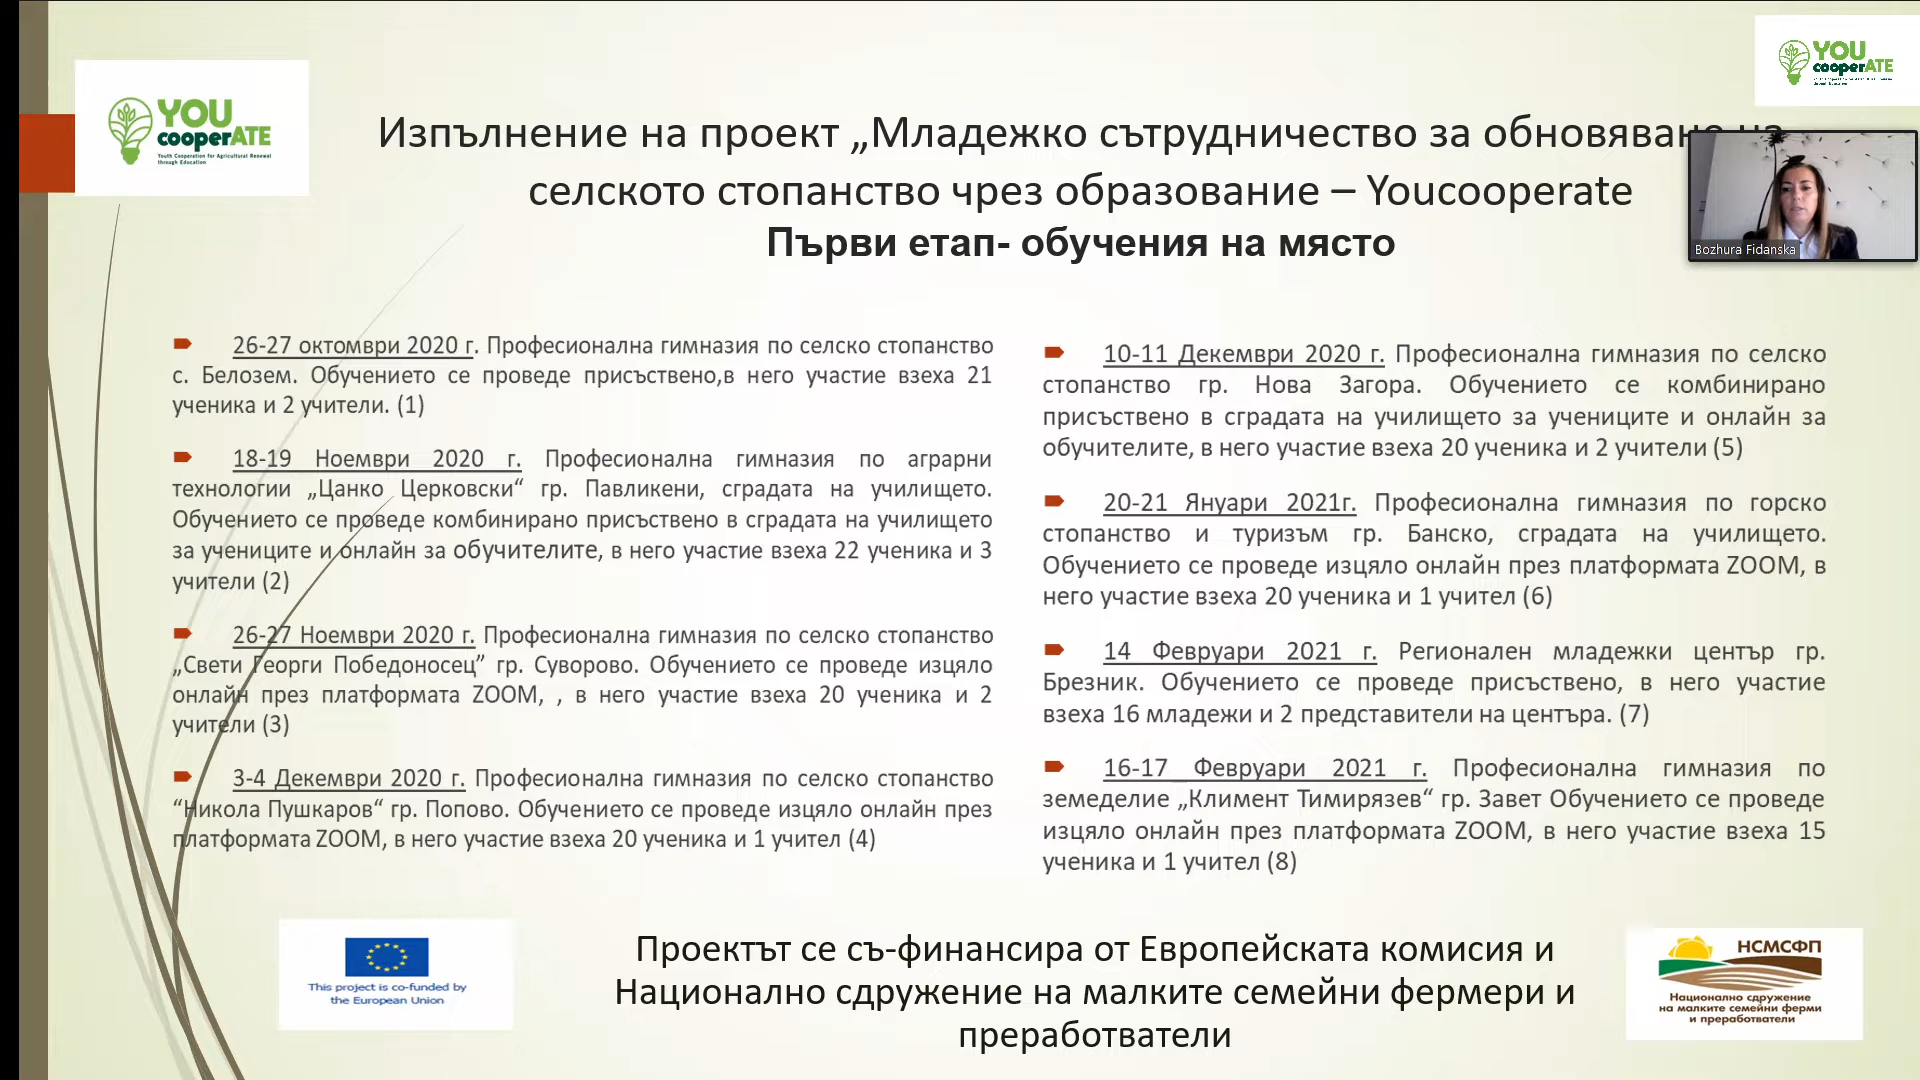 YOU
cooperATE
Youth Cooperation for Agricultural Renewal
through Education
YOU
cooperATE
Изпълнение на проект „Младежко сътрудничество за обновяване на
селското стопанство чрез образование – Youcooperate
Първи етап- обучения на място
Bozhura Fidanska
26-27 октомври 2020 г. Професионална гимназия по селско стопанство
с. Белозем. Обучението се проведе присъствено,в него участие взеха 21
ученика и 2 учители. (1)
18-19 Ноември 2020 г. Професионална гимназия по аграрни
технологии „Цанко Церковски“ гр. Павликени, сградата на училището.
Обучението се проведе комбинирано присъствено в сградата на училището
за учениците и онлайн за обучителите, в него участие взеха 22 ученика и 3
учители (2)
26-27 Ноември 2020 г. Професионална гимназия по селско стопанство
„Свети Георги Победоносец” гр. Суворово. Обучението се проведе изцяло
онлайн през платформата ZOOM, , в него участие взеха 20 ученика и 2
учители (3)
3-4 Декември 2020 г. Професионална гимназия по селско стопанство
“Никола Пушкаров“ гр. Попово. Обучението се проведе изцяло онлайн през
платформата ZOOM, в него участие взеха 20 ученика и 1 учител (4)
10-11 Декември 2020 г. Професионална гимназия по селско
стопанство гр. Нова Загора. Обучението се комбинирано
присъствено в сградата на училището за учениците и онлайн за
обучителите, в него участие взеха 20 ученика и 2 учители (5)
20-21 Януари 2021г. Професионална гимназия по горско
стопанство и туризъм гр. Банско, сградата на училището.
Обучението се проведе изцяло онлайн през платформата ZOOM, в
него участие взеха 20 ученика и 1 учител (6)
14 Февруари 2021 г. Регионален младежки център гр.
Брезник. Обучението се проведе присъствено, в него участие
взеха 16 младежи и 2 представители на центъра. (7)
16-17 Февруари 2021 г. Професионална гимназия по
земеделие „Климент Тимирязев“ гр. Завет Обучението се проведе
изцяло онлайн през платформата ZOOM, в него участие взеха 15
ученика и 1 учител (8)
This project is co-funded by
the European Union
Проектът се съ-финансира от Европейската комисия и
Национално сдружение на малките семейни фермери и
преработватели
НСМСФП
Национално сдружение
на малките семейни ферми
и преработватели